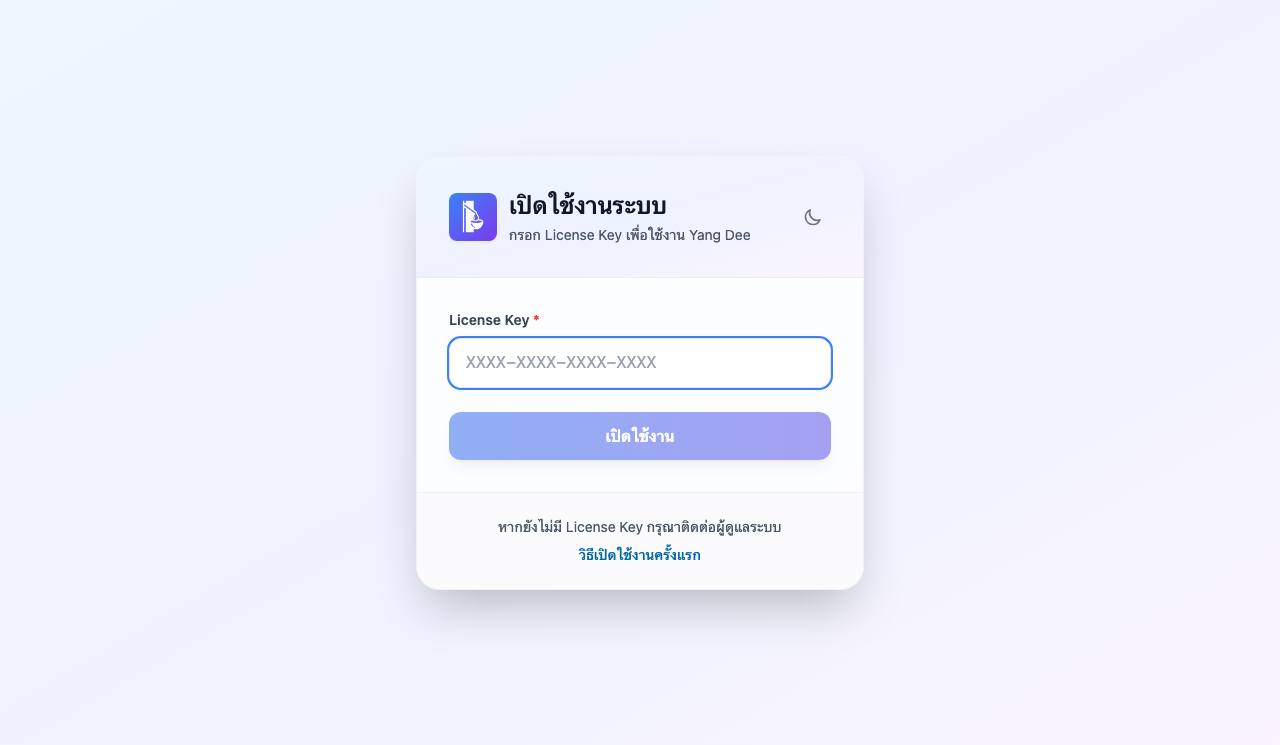 เปิดใช้งานระบบ
กรอก License Key เพื่อใช้งาน Yang Dee
License Key *
XXXX–XXXX–XXXX–XXXX
เปิดใช้งาน
หากยังไม่มี License Key กรุณาติดต่อผู้ดูแลระบบ
วิธีเปิดใช้งานครั้งแรก